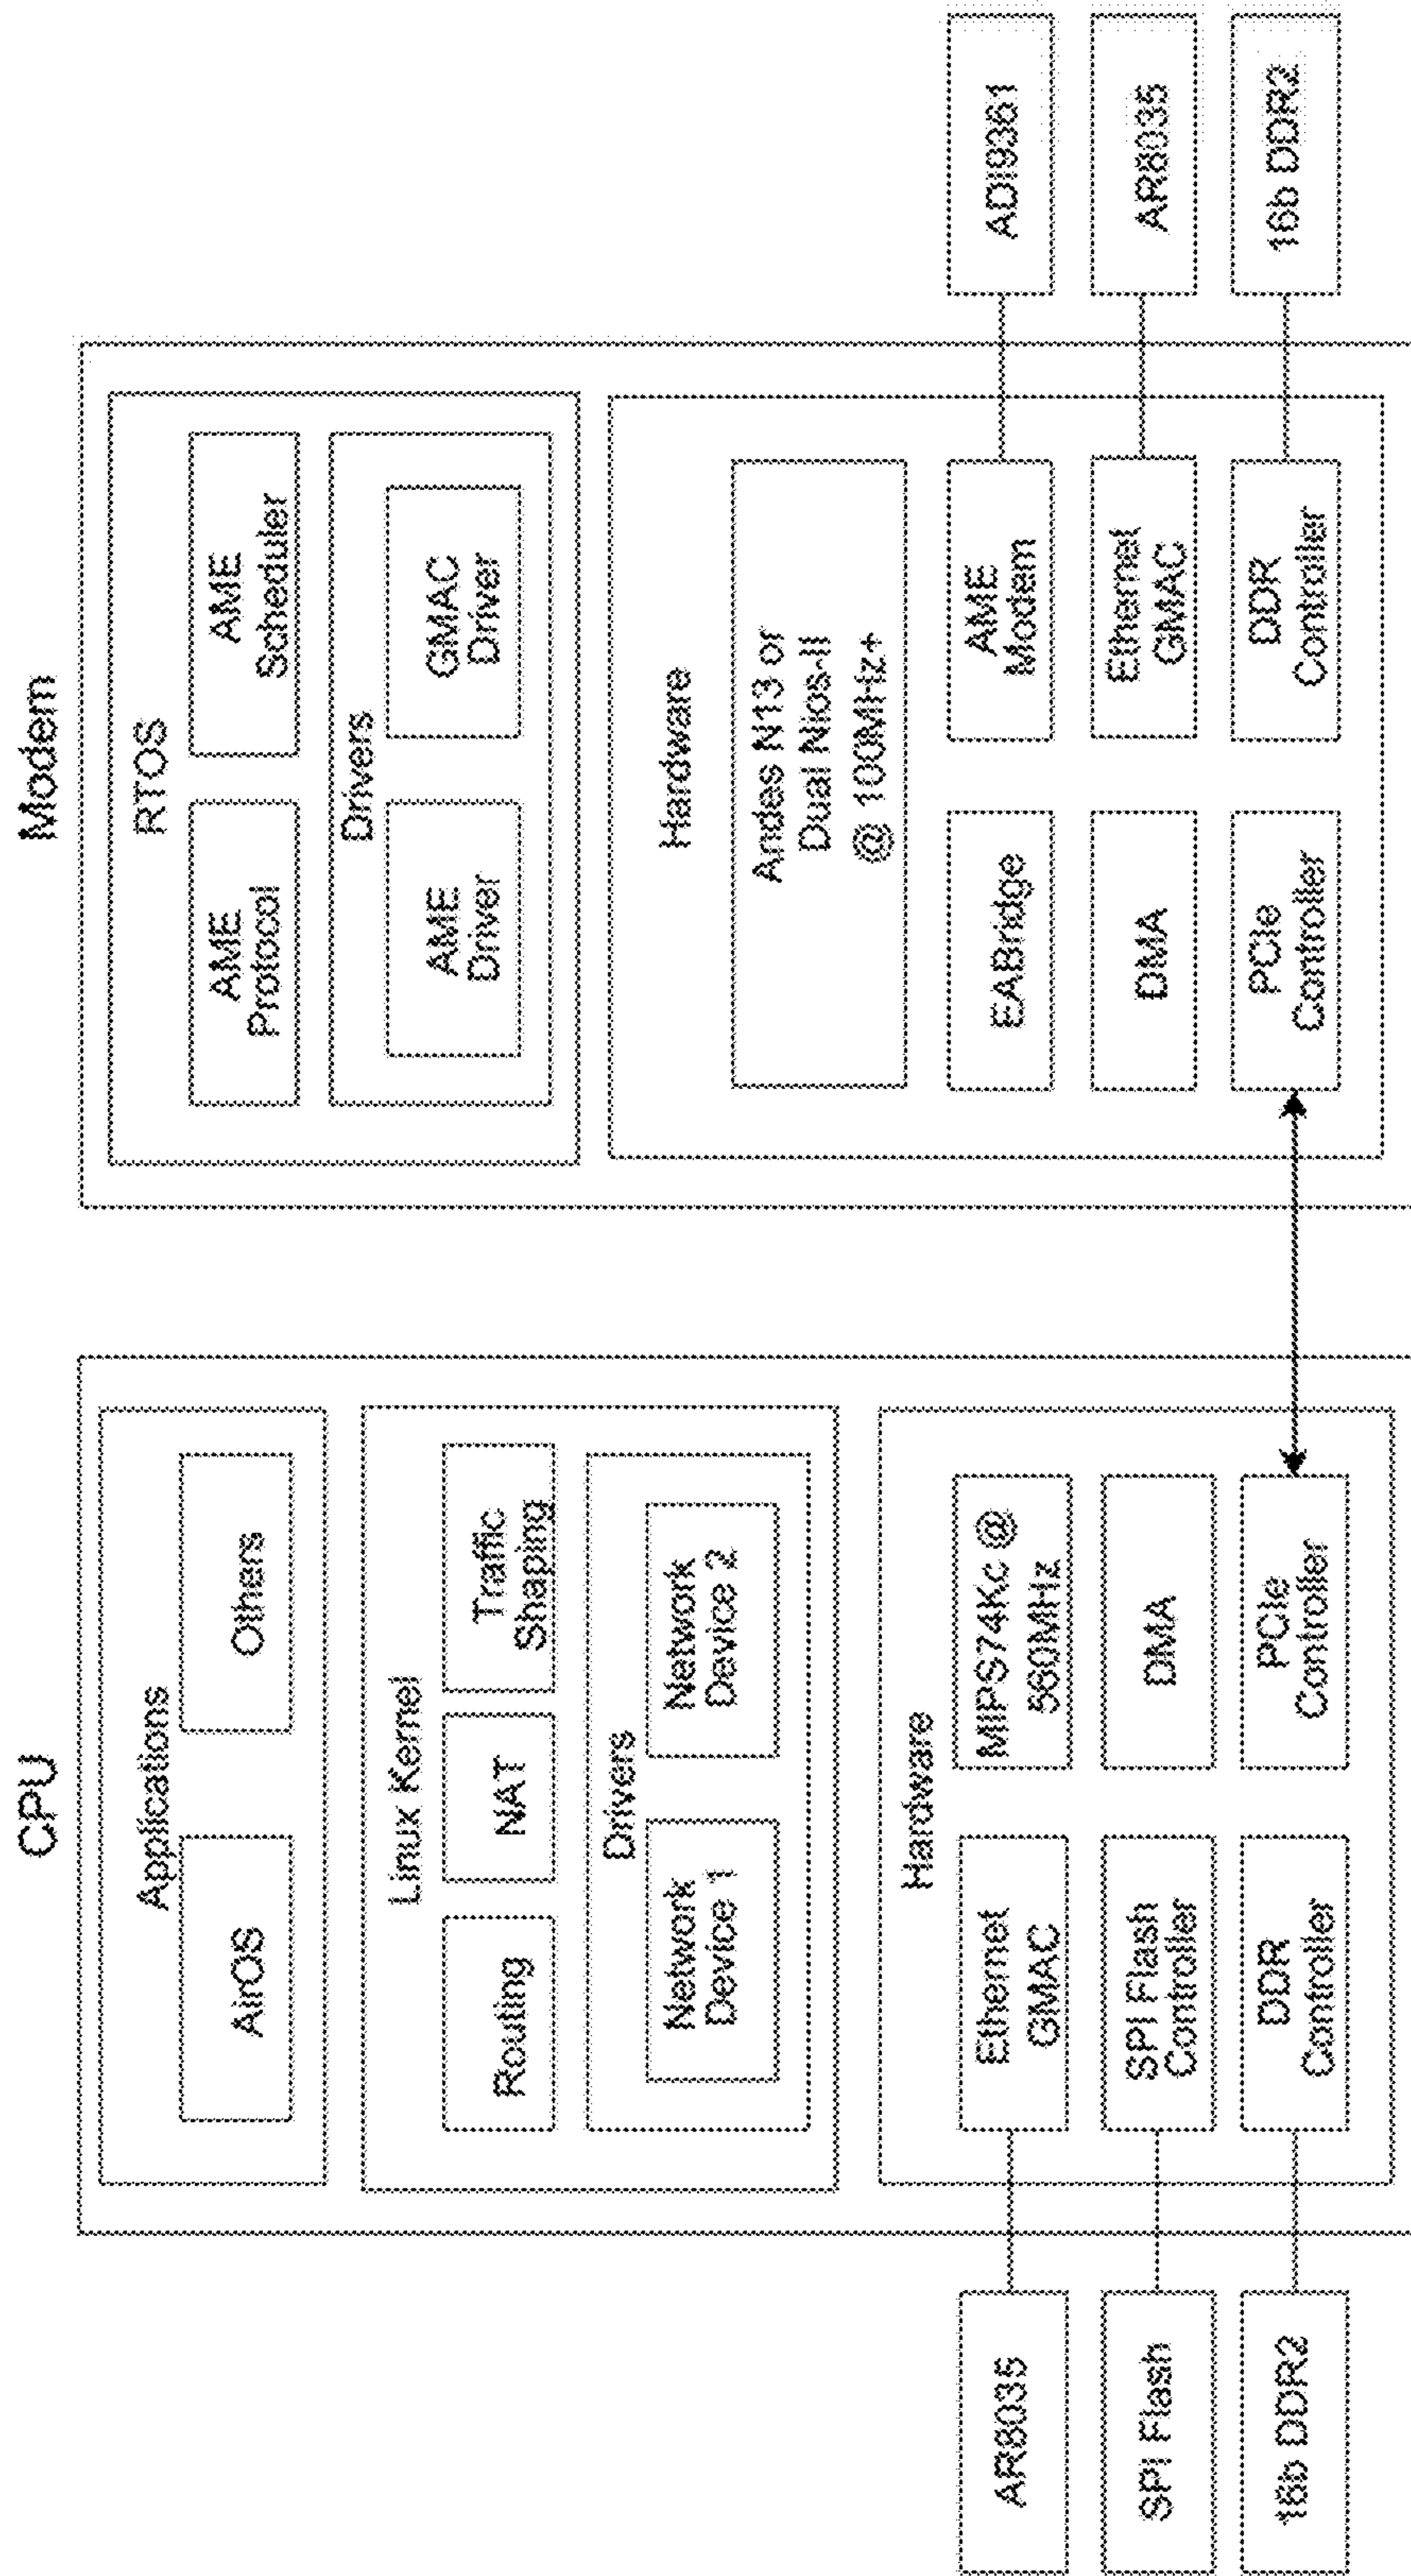 CPU
Applications
AirOS
Others
Linux Kernel
Routing
NAT
Traffic
Shaping
Drivers
Network
Device 1
Network
Device 2
Hardware
Ethernet
GMAC
MIPS74Kc @
560MHz
SPI Flash
Controller
DMA
DDR
Controller
PCIe
Controller
AR8035
SPI Flash
16b DDR2
Modem
RTOS
AME
Protocol
AME
Scheduler
Drivers
AME
Driver
GMAC
Driver
Hardware
Andes N13 or
Dual Nios-II
@ 100MHz+
EABridge
AME
Modem
DMA
Ethernet
GMAC
PCIe
Controller
DDR
Controller
ADI9361
AR8035
16b DDR2